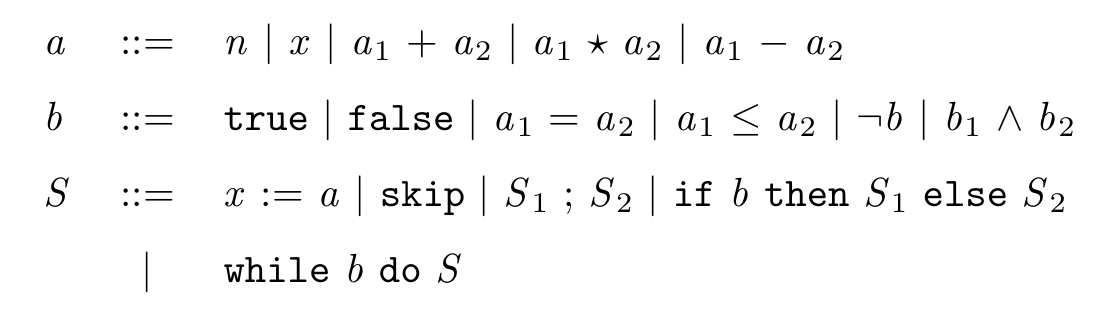 a ::= n | x | a₁ + a₂ | a₁ ⋆ a₂ | a₁ − a₂
b ::= true | false | a₁ = a₂ | a₁ ≤ a₂ | ¬b | b₁ ∧ b₂
S ::= x := a | skip | S₁ ; S₂ | if b then S₁ else S₂
| while b do S